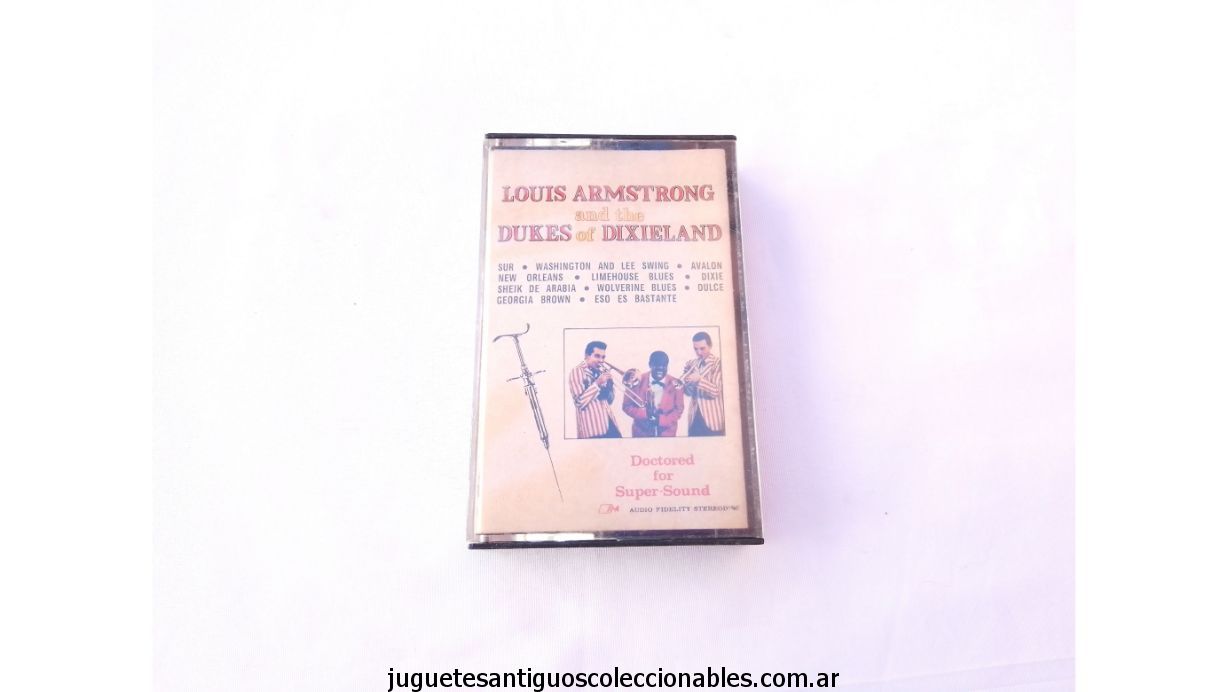 LOUIS ARMSTRONG
and the
DUKES of DIXIELAND
SUR • WASHINGTON AND LEE SWING • AVALON
NEW ORLEANS • LIMEHOUSE BLUES • DIXIE
SHEIK DE ARABIA • WOLVERINE BLUES • DULCE
GEORGIA BROWN • ESO ES BASTANTE
Doctored
for
Super-Sound
AUDIO FIDELITY STEREO
juguetesantiguoscoleccionables.com.ar